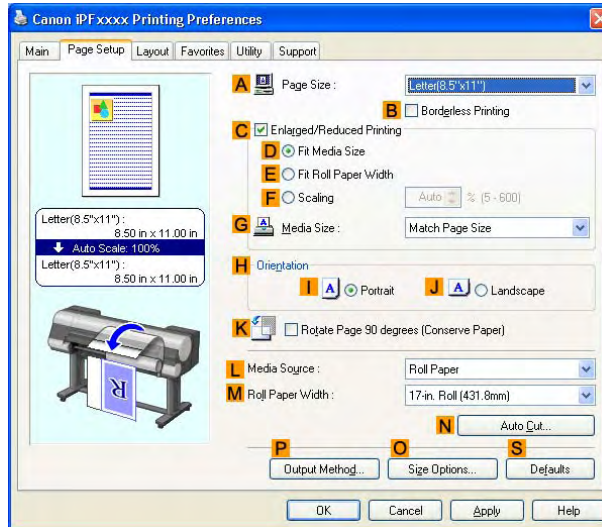 Canon iPFxxxx Printing Preferences
Main Page Setup Layout Favorites Utility Support
A Page Size : Letter(8.5"x11")
B Borderless Printing
C Enlarged/Reduced Printing
D Fit Media Size
E Fit Roll Paper Width
F Scaling Auto % (5 - 600)
G Media Size : Match Page Size
Letter(8.5"x11") :
8.50 in x 11.00 in
Auto Scale: 100%
Letter(8.5"x11") :
8.50 in x 11.00 in
H Orientation
I A Portrait J A Landscape
K Rotate Page 90 degrees (Conserve Paper)
R
L Media Source : Roll Paper
M Roll Paper Width : 17-in. Roll (431.8mm)
N Auto Cut...
P O S
Output Method... Size Options... Defaults
OK Cancel Apply Help